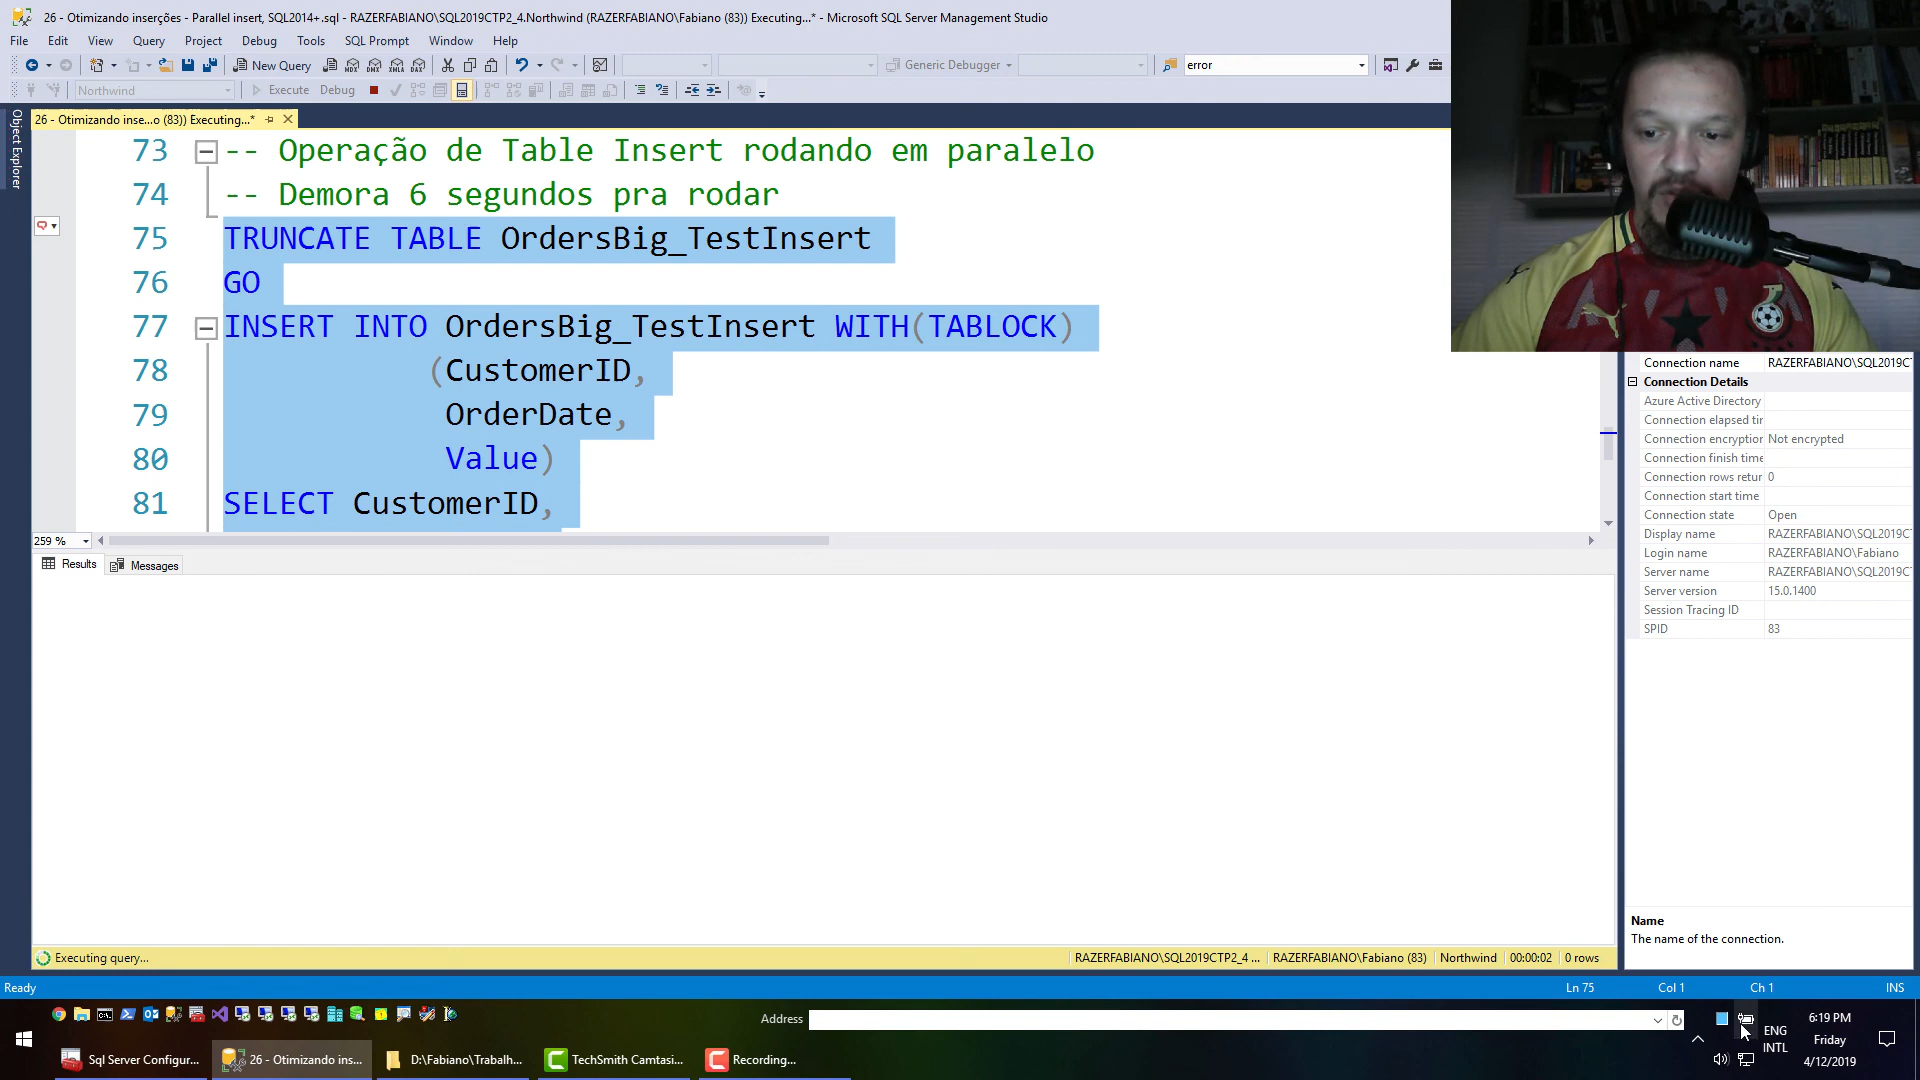 26 - Otimizando inserções - Parallel insert, SQL2014+.sql - RAZERFABIANO\SQL2019CTP2_4.Northwind (RAZERFABIANO\Fabiano (83)) Executing...* - Microsoft SQL Server Management Studio
File Edit View Query Project Debug Tools SQL Prompt Window Help
New Query Generic Debugger error
Northwind Execute Debug
Object Explorer
26 - Otimizando inse...o (83)) Executing...*
73 -- Operação de Table Insert rodando em paralelo
74 -- Demora 6 segundos pra rodar
75 TRUNCATE TABLE OrdersBig_TestInsert
76 GO
77 INSERT INTO OrdersBig_TestInsert WITH(TABLOCK)
78 (CustomerID,
79 OrderDate,
80 Value)
81 SELECT CustomerID,
259 %
Results Messages
Connection name RAZERFABIANO\SQL2019CT
Connection Details
Azure Active Directory
Connection elapsed tir
Connection encryption Not encrypted
Connection finish time
Connection rows retur 0
Connection start time
Connection state Open
Display name RAZERFABIANO\SQL2019CT
Login name RAZERFABIANO\Fabiano
Server name RAZERFABIANO\SQL2019CT
Server version 15.0.1400
Session Tracing ID
SPID 83
Name
The name of the connection.
Executing query... RAZERFABIANO\SQL2019CTP2_4 ... RAZERFABIANO\Fabiano (83) Northwind 00:00:02 0 rows
Ready Ln 75 Col 1 Ch 1 INS
Address
Sql Server Configur... 26 - Otimizando ins... D:\Fabiano\Trabalh... TechSmith Camtasi... Recording...
ENG
INTL
6:19 PM
Friday
4/12/2019